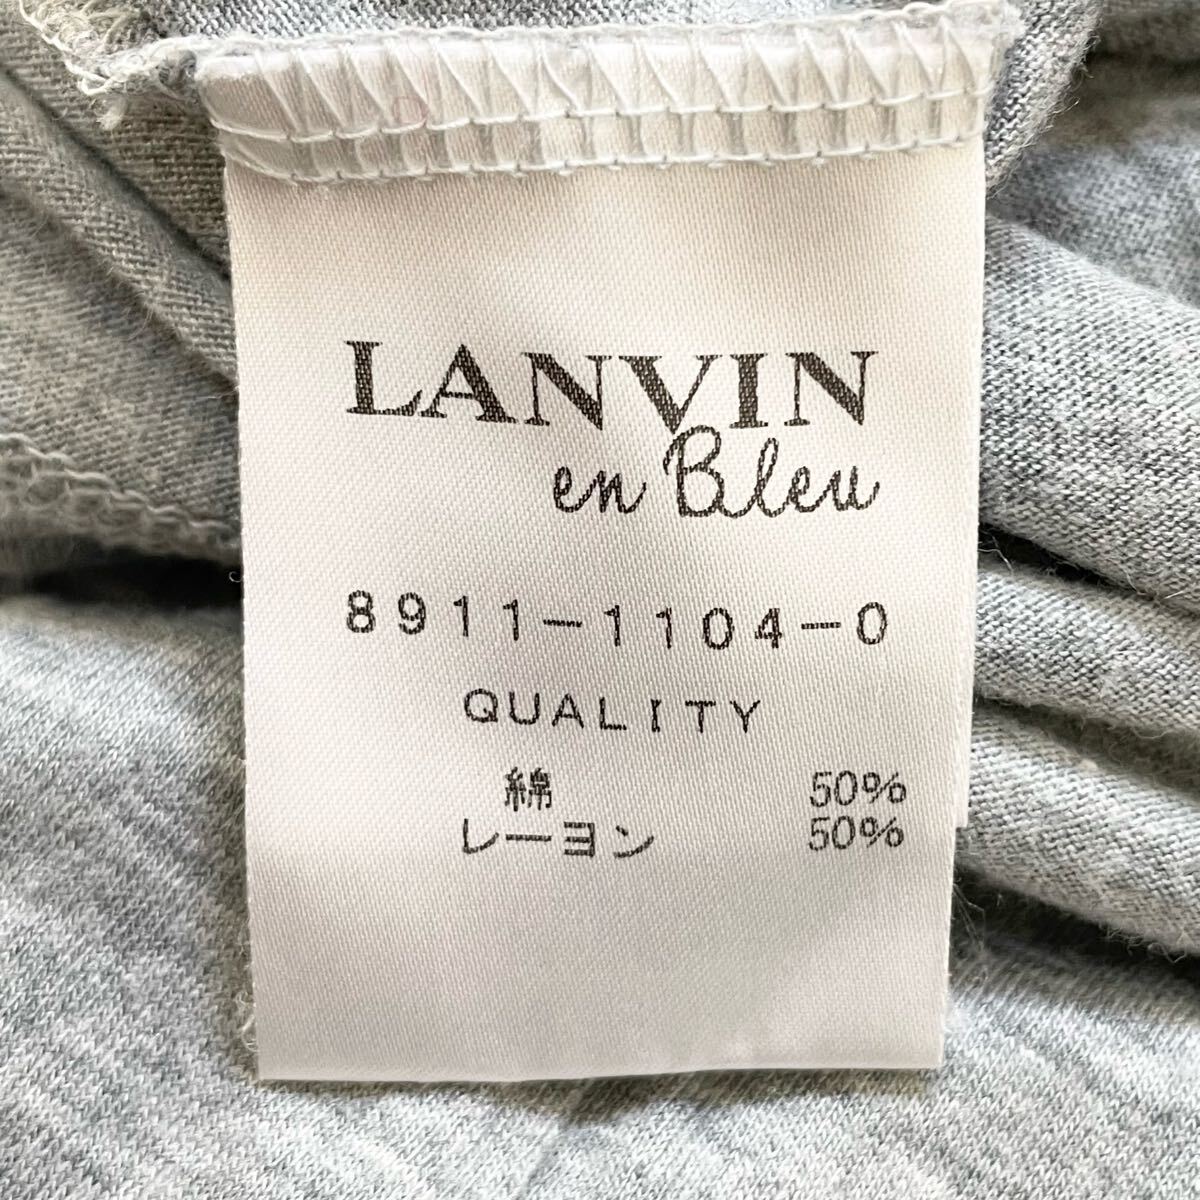 LANVIN
en Bleu
8911-1104-0
QUALITY
綿 50%
レーヨン 50%